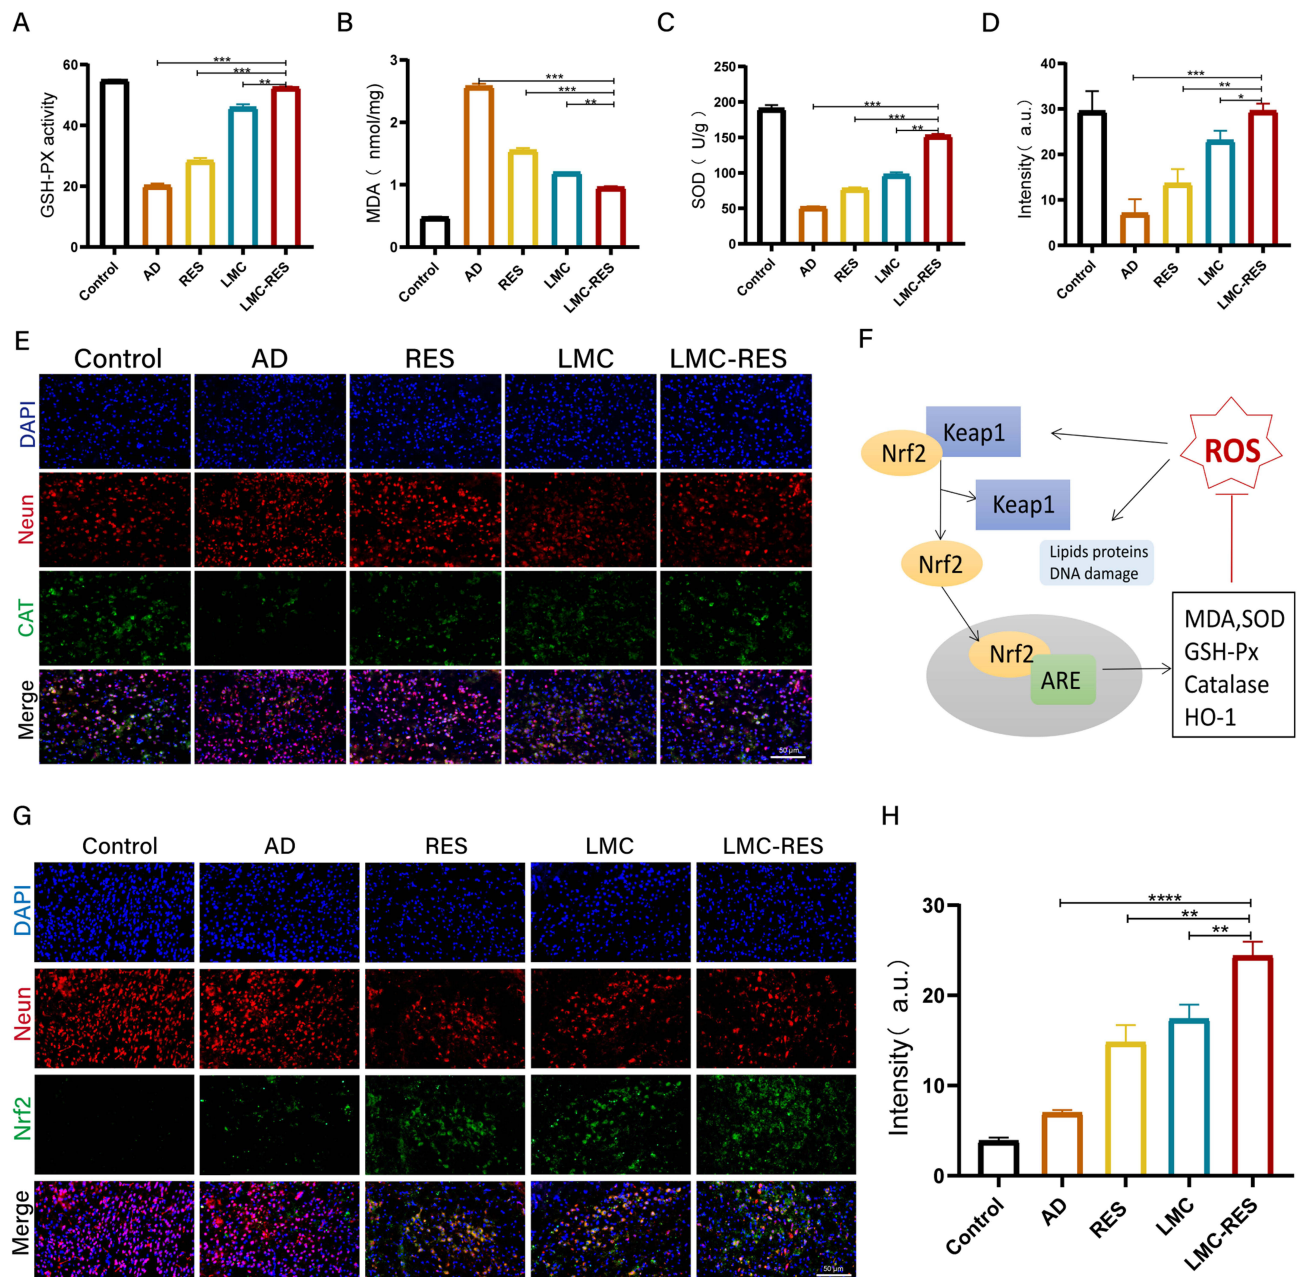 A
GSH-PX activity
60
40
20
0
***
***
**
Control
AD
RES
LMC
LMC-RES
B
MDA ( nmol/mg)
3
2
1
0
***
***
**
Control
AD
RES
LMC
LMC-RES
C
SOD ( U/g )
250
200
150
100
50
0
***
***
**
Control
AD
RES
LMC
LMC-RES
D
Intensity ( a.u.)
40
30
20
10
0
***
**
*
Control
AD
RES
LMC
LMC-RES
E
Control
AD
RES
LMC
LMC-RES
DAPI
Neun
CAT
Merge
50 μm
F
Keap1
Nrf2
ROS
Keap1
Nrf2
Lipids proteins
DNA damage
Nrf2
ARE
MDA,SOD
GSH-Px
Catalase
HO-1
G
Control
AD
RES
LMC
LMC-RES
DAPI
Neun
Nrf2
Merge
50 μm
H
Intensity ( a.u.)
30
20
10
0
****
**
**
Control
AD
RES
LMC
LMC-RES